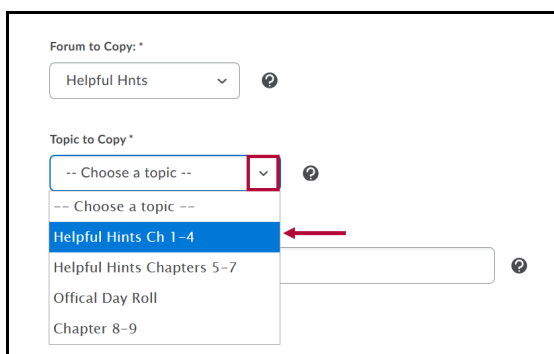 Forum to Copy: *
Helpful Hnts
Topic to Copy *
-- Choose a topic --
-- Choose a topic --
Helpful Hints Ch 1-4
Helpful Hints Chapters 5-7
Offical Day Roll
Chapter 8-9